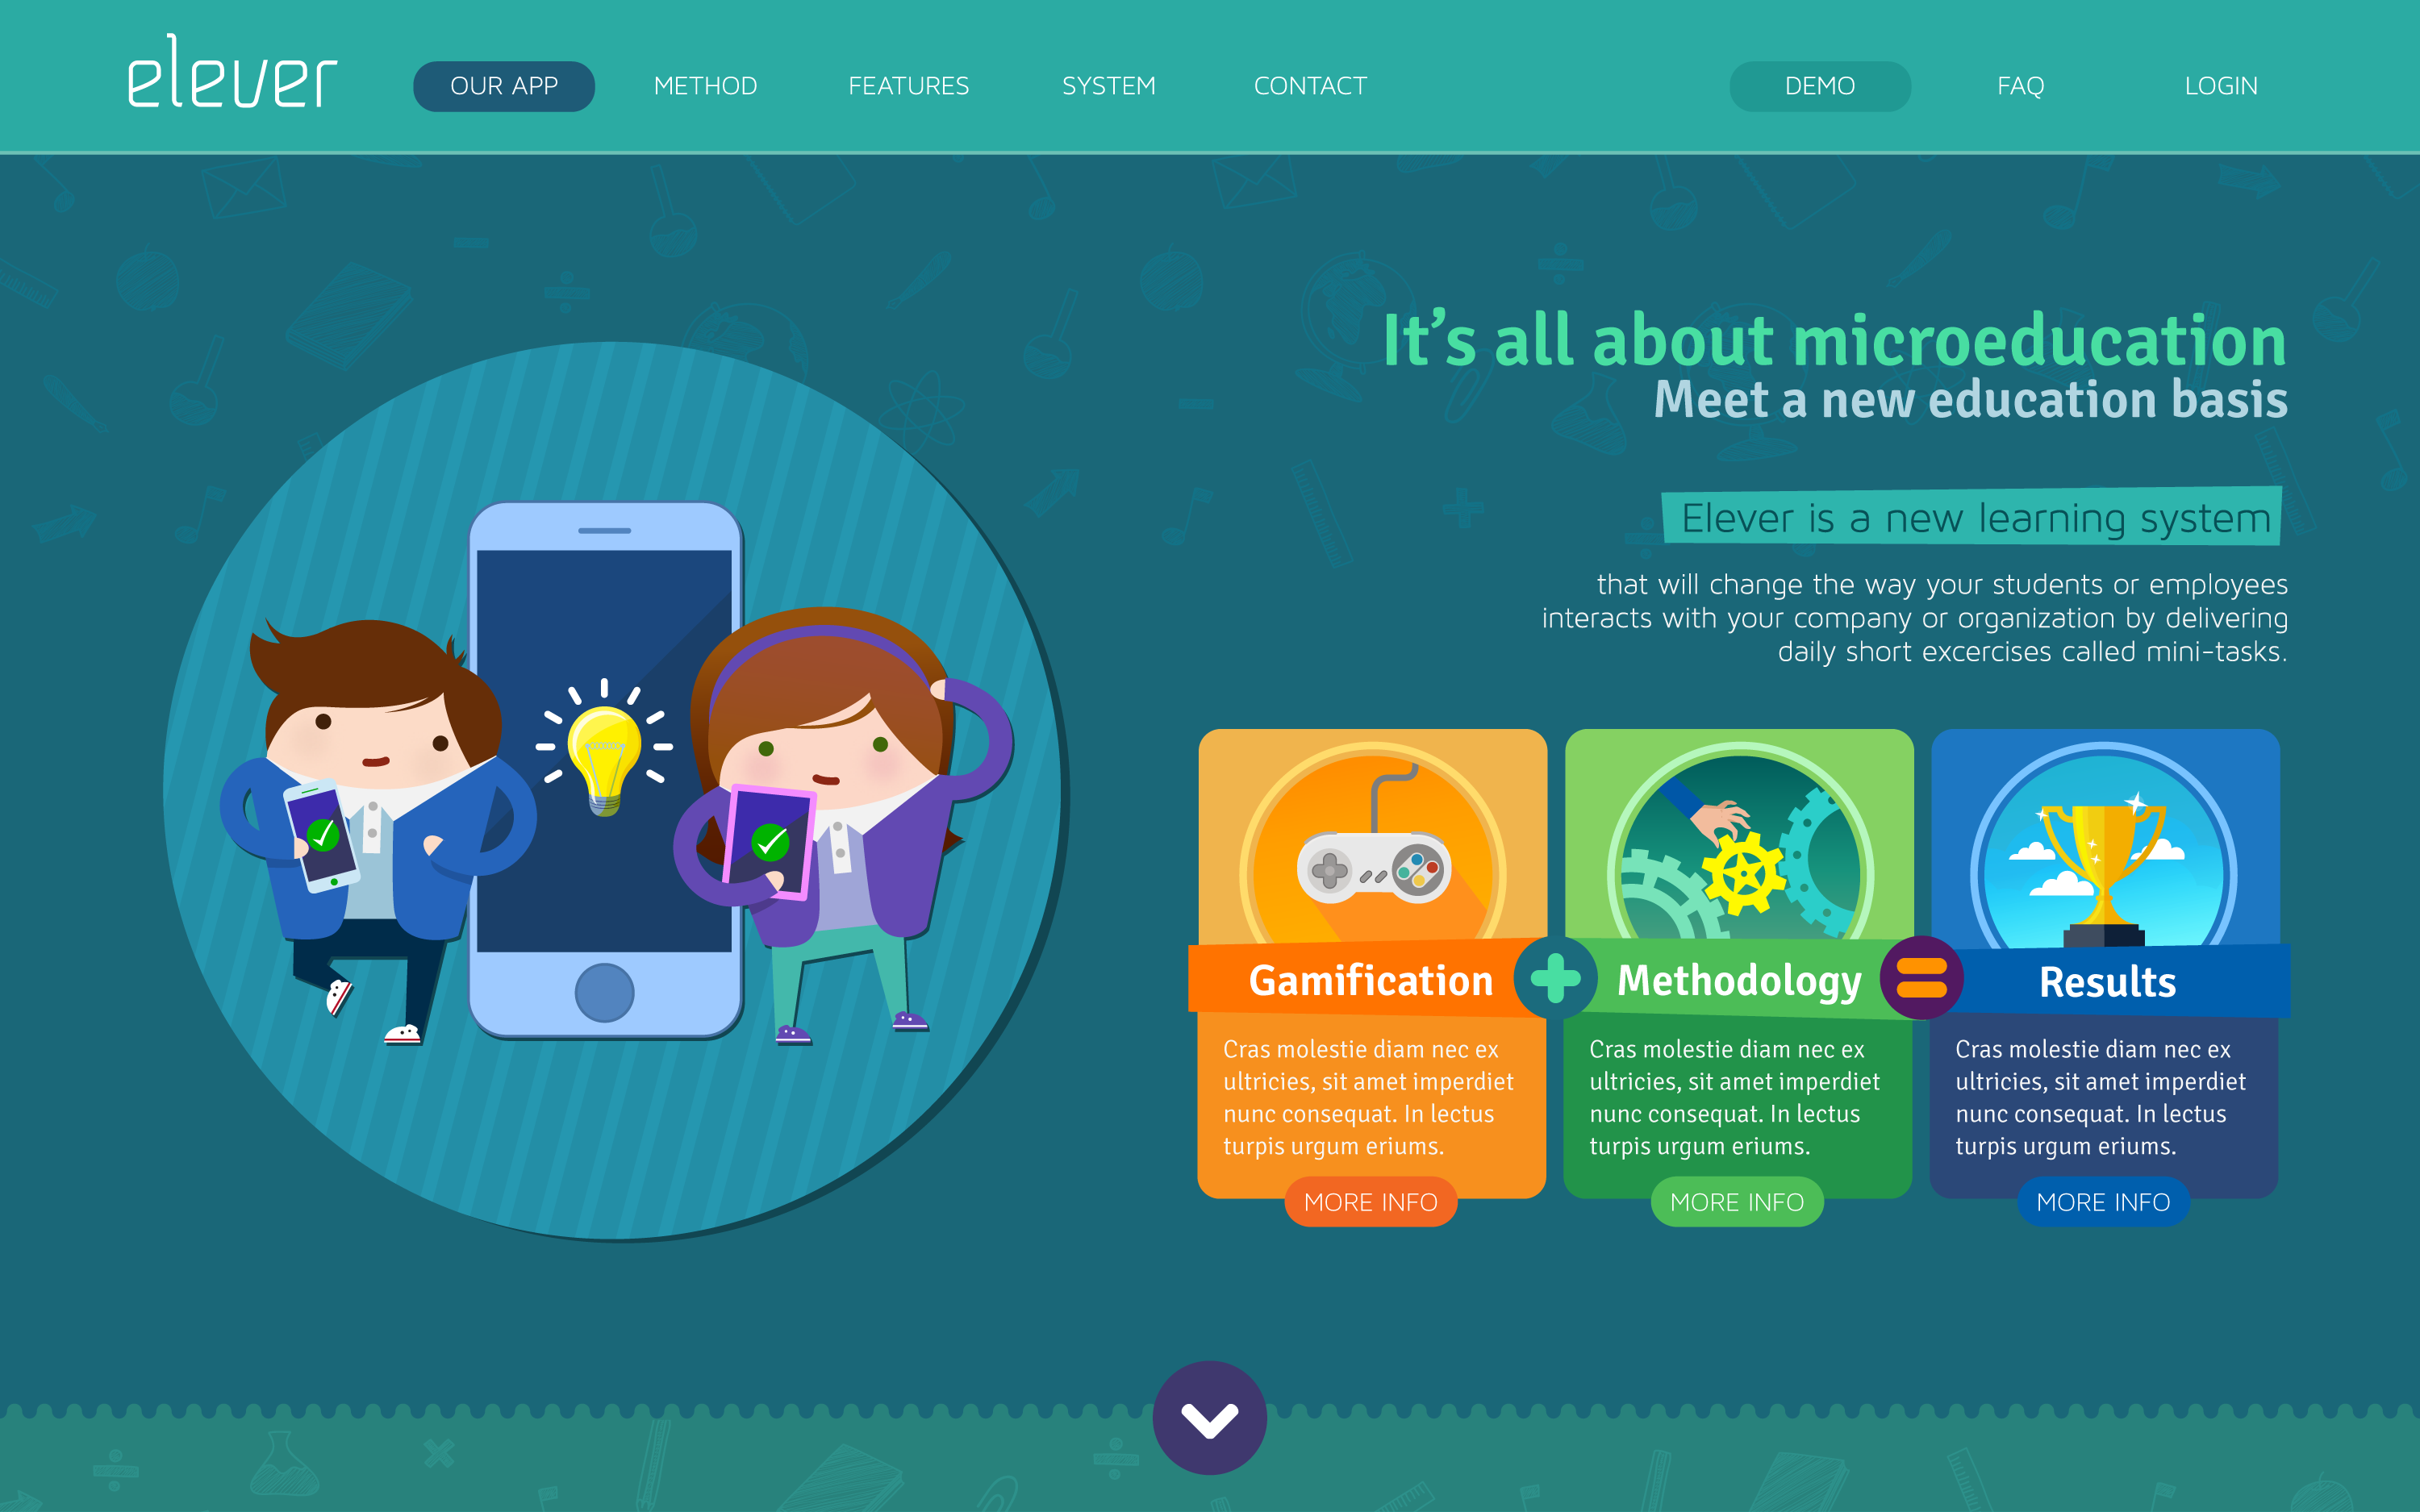 elever
OUR APP
METHOD
FEATURES
SYSTEM
CONTACT
DEMO
FAQ
LOGIN
It’s all about microeducation
Meet a new education basis
Elever is a new learning system
that will change the way your students or employees
interacts with your company or organization by delivering
daily short excercises called mini-tasks.
Gamification
Cras molestie diam nec ex
ultricies, sit amet imperdiet
nunc consequat. In lectus
turpis urgum eriums.
MORE INFO
Methodology
Cras molestie diam nec ex
ultricies, sit amet imperdiet
nunc consequat. In lectus
turpis urgum eriums.
MORE INFO
Results
Cras molestie diam nec ex
ultricies, sit amet imperdiet
nunc consequat. In lectus
turpis urgum eriums.
MORE INFO